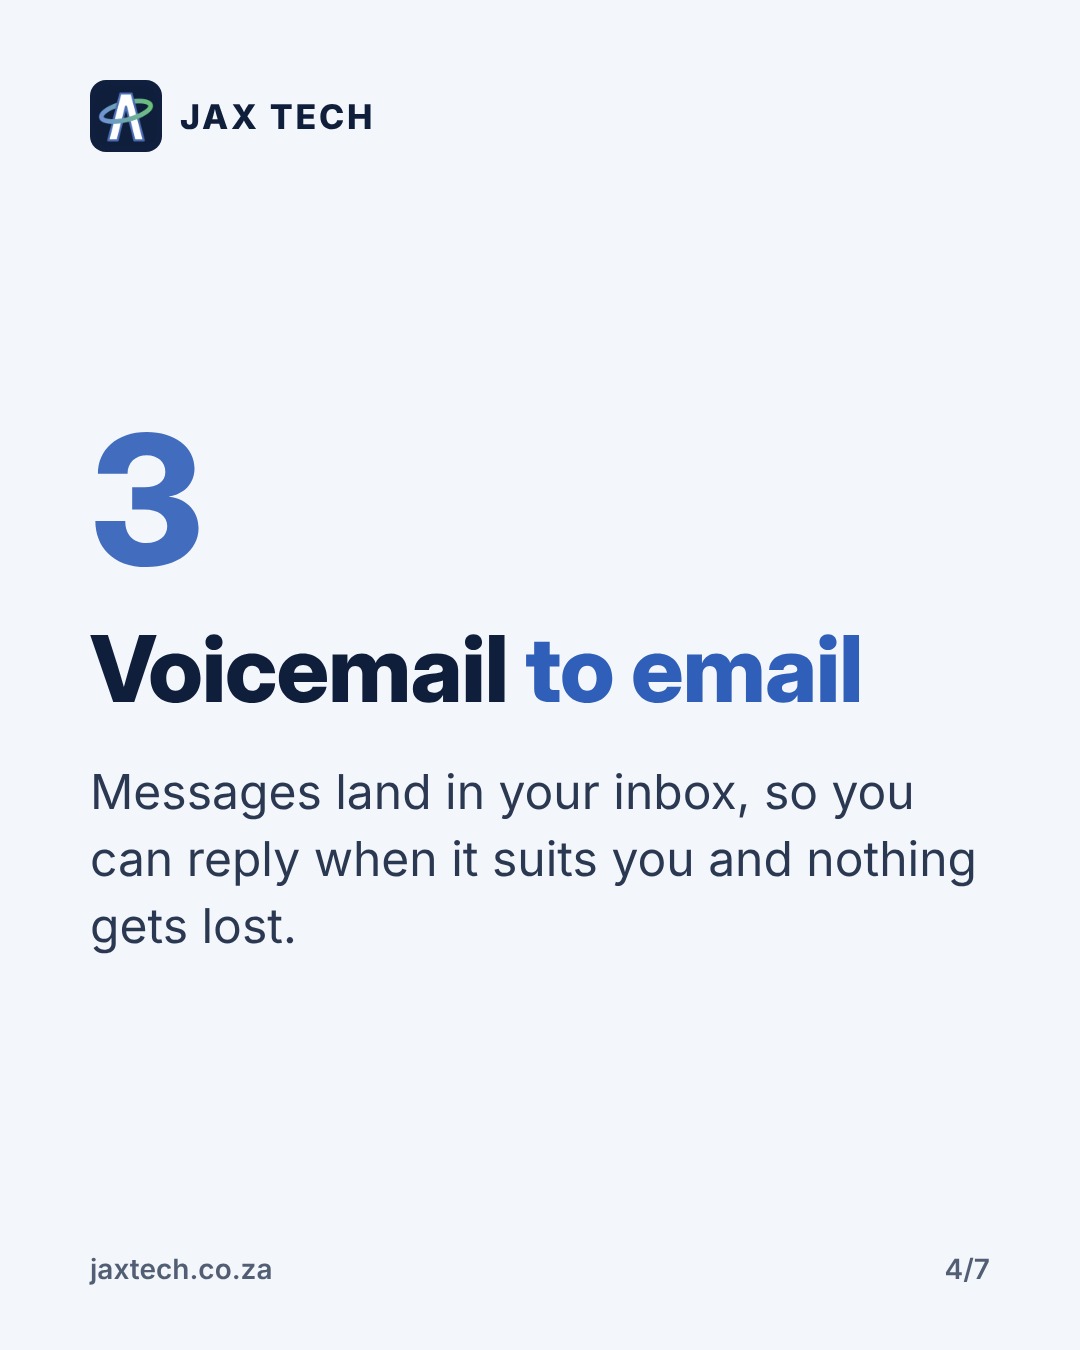 JAX TECH
3
Voicemail to email
Messages land in your inbox, so you
can reply when it suits you and nothing
gets lost.
jaxtech.co.za
4/7